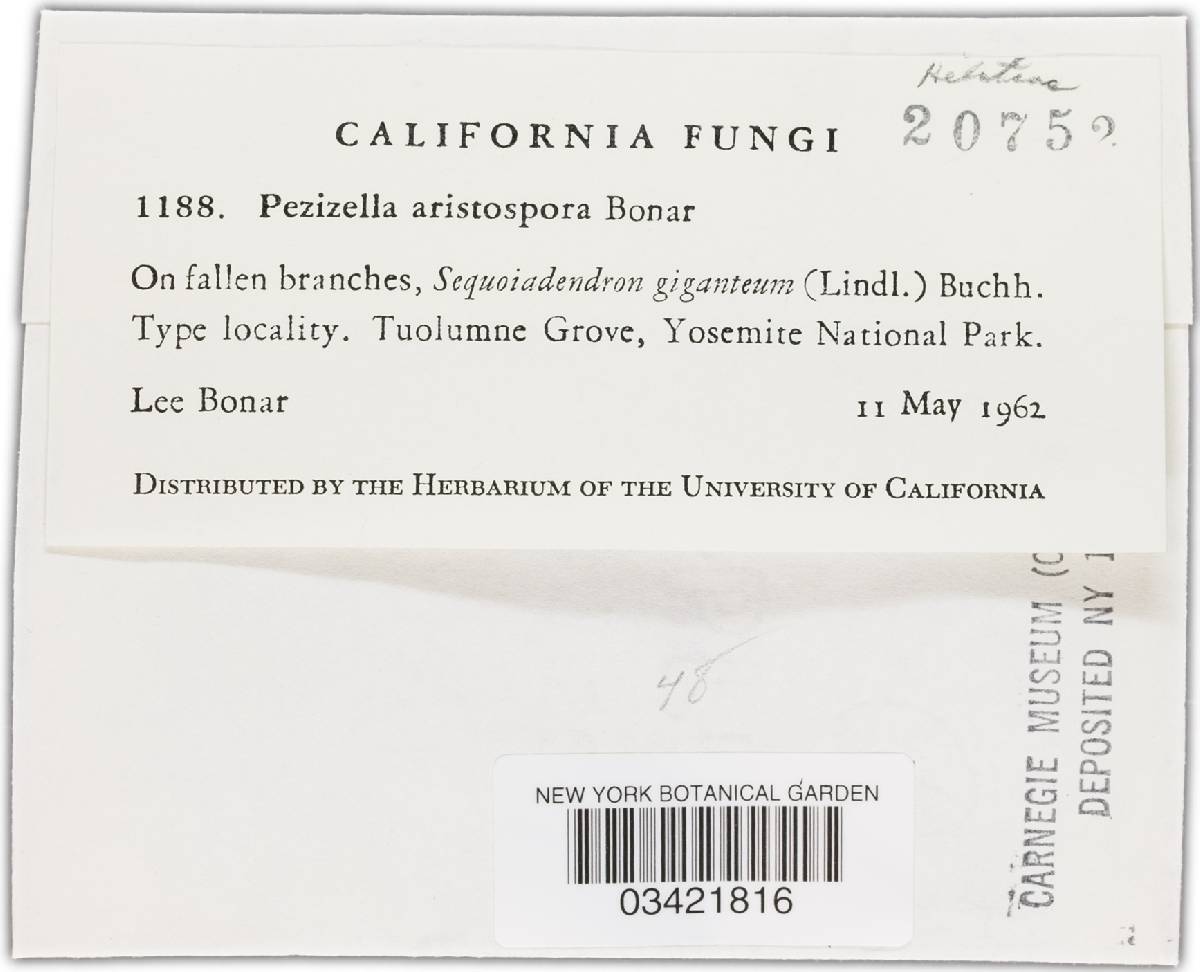 20752
CALIFORNIA FUNGI
1188. Pezizella aristospora Bonar
On fallen branches, Sequoiadendron giganteum (Lindl.) Buchh.
Type locality. Tuolumne Grove, Yosemite National Park.
Lee Bonar 11 May 1962
DISTRIBUTED BY THE HERBARIUM OF THE UNIVERSITY OF CALIFORNIA
CARNEGIE MUSEUM (C
DEPOSITED NY 1
48
NEW YORK BOTANICAL GARDEN
03421816